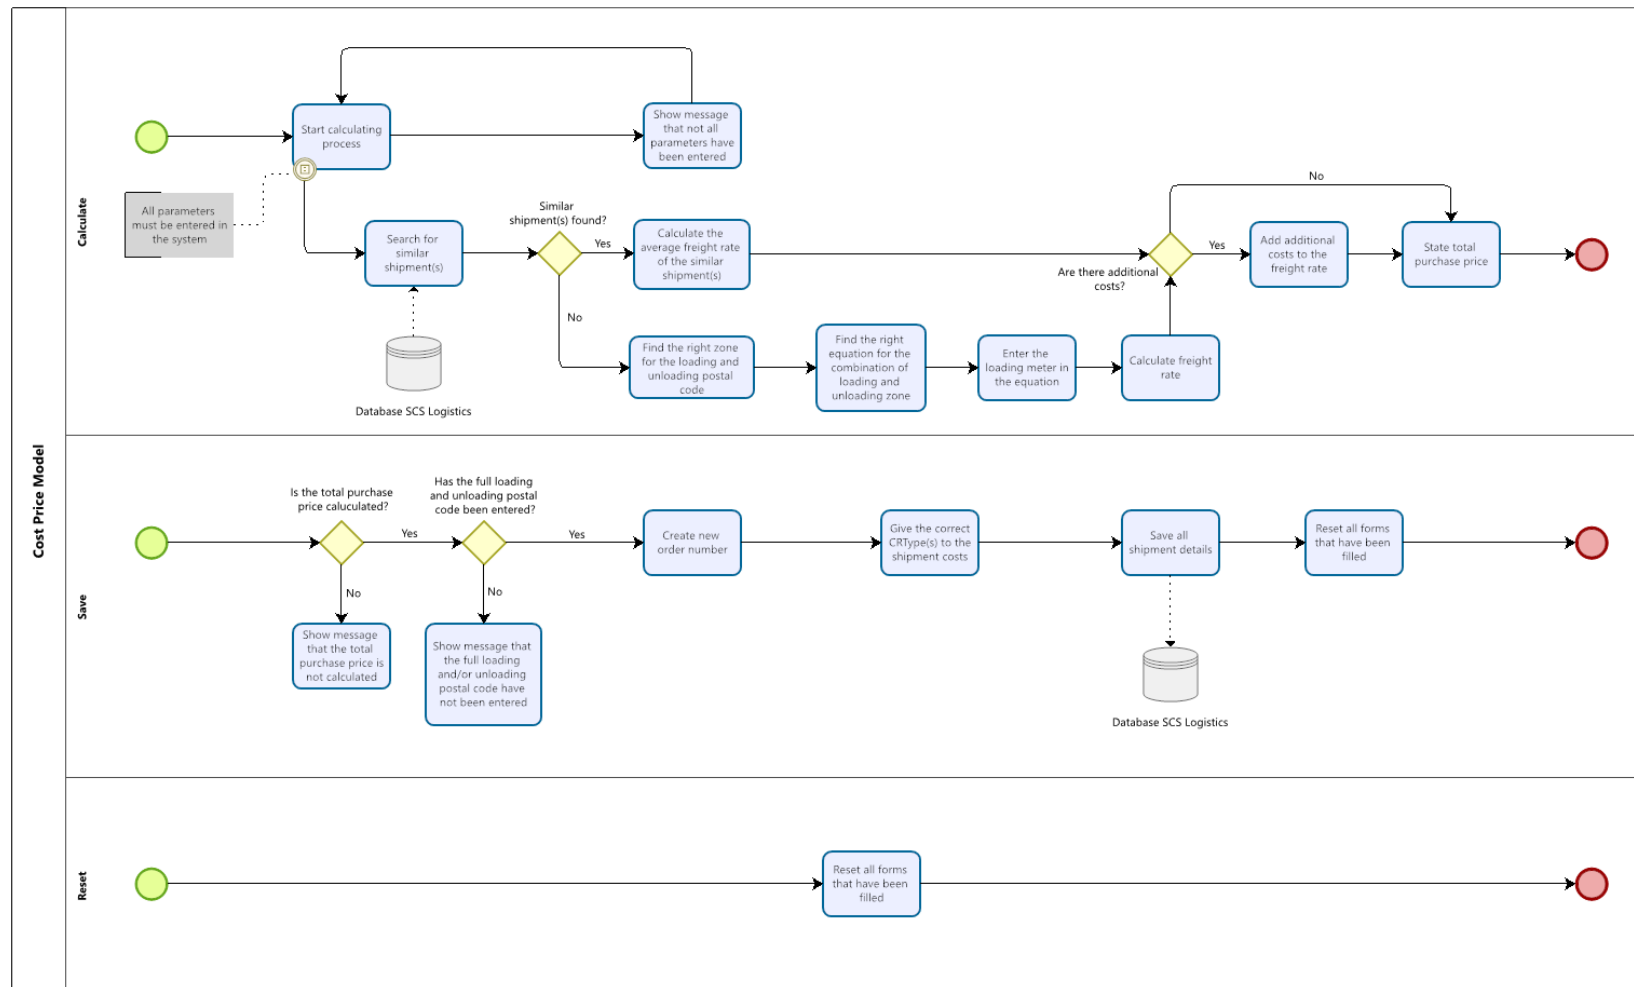 Cost Price Model
Calculate
Start calculating
process
Show message
that not all
parameters have
been entered
All parameters
must be entered in
the system
Search for
similar
shipment(s)
Database SCS Logistics
Similar
shipment(s) found?
Yes
No
Calculate the
average freight rate
of the similar
shipment(s)
Find the right zone
for the loading and
unloading postal
code
Find the right
equation for the
combination of
loading and
unloading zone
Enter the
loading meter in
the equation
Calculate freight
rate
Are there additional
costs?
No
Yes
Add additional
costs to the
freight rate
State total
purchase price
Save
Is the total purchase
price caluculated?
Yes
No
Show message
that the total
purchase price is
not calculated
Has the full loading
and unloading postal
code been entered?
Yes
No
Show message that
the full loading
and/or unloading
postal code have
not been entered
Create new
order number
Give the correct
CRType(s) to the
shipment costs
Save all
shipment details
Database SCS Logistics
Reset all forms
that have been
filled
Reset
Reset all forms
that have been
filled